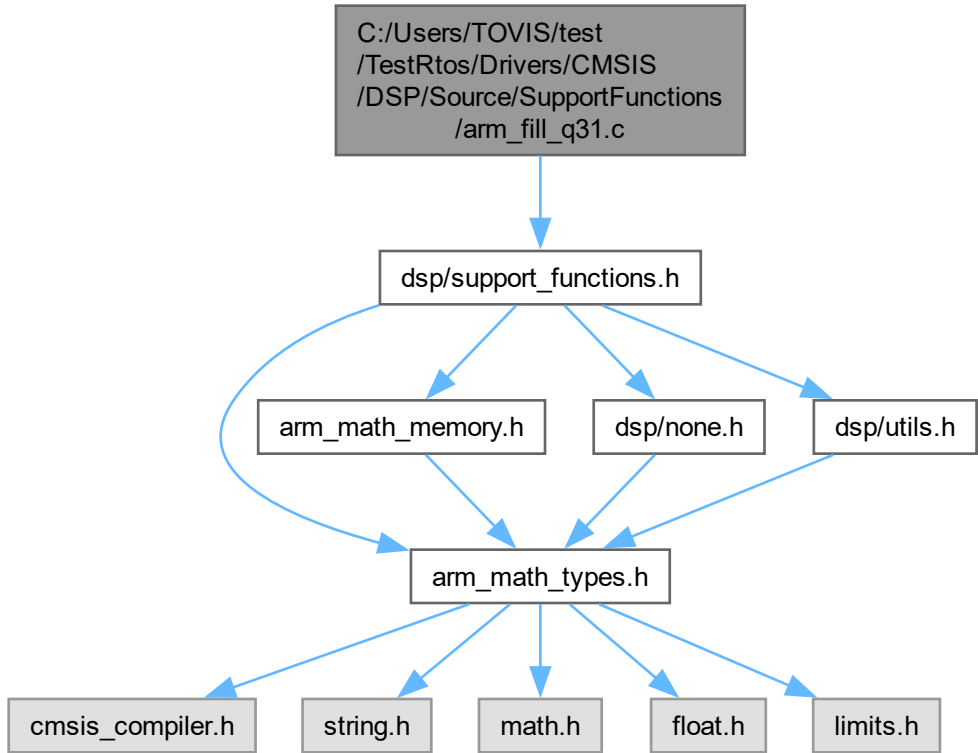 C:/Users/TOVIS/test
/TestRtos/Drivers/CMSIS
/DSP/Source/SupportFunctions
/arm_fill_q31.c
dsp/support_functions.h
arm_math_memory.h
dsp/none.h
dsp/utils.h
arm_math_types.h
cmsis_compiler.h
string.h
math.h
float.h
limits.h